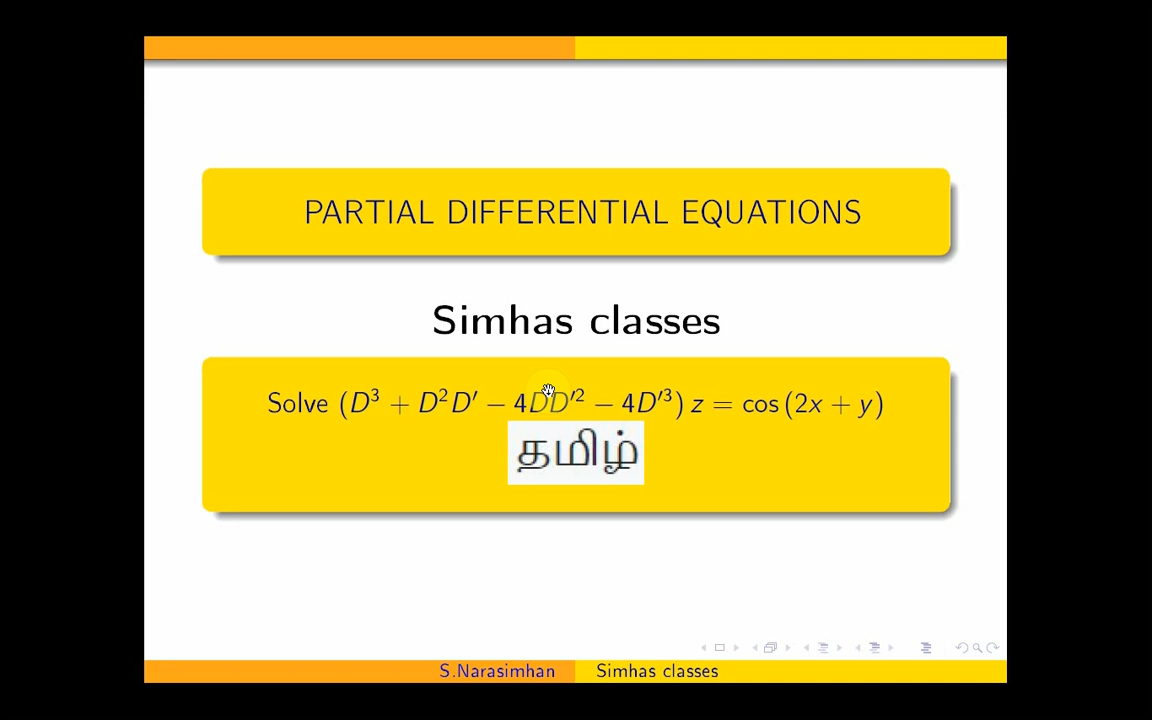 PARTIAL DIFFERENTIAL EQUATIONS
Simhas classes
Solve (D³ + D²D′ − 4DD′² − 4D′³) z = cos (2x + y)
தமிழ்
S.Narasimhan Simhas classes